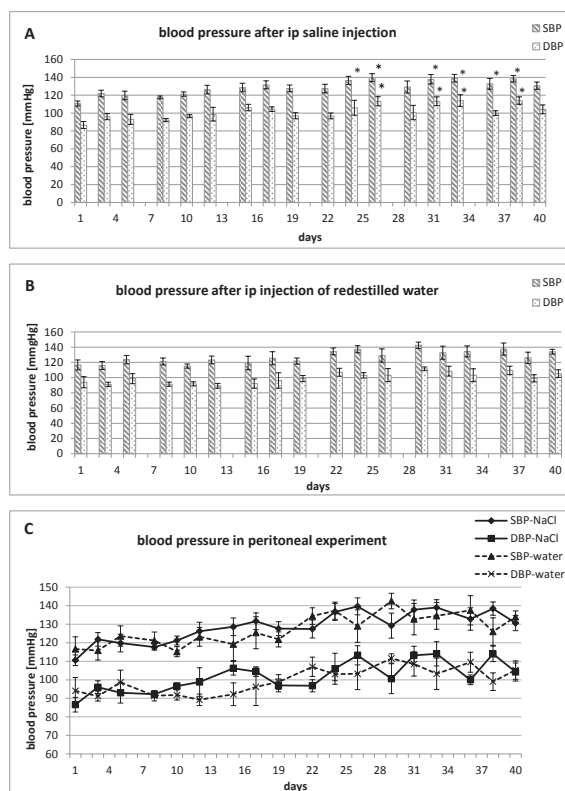 A
blood pressure after ip saline injection
SBP
DBP
blood pressure [mmHg]
160
140
120
100
80
60
40
20
0
* * * * * * * * * * *
1 4 7 10 13 16 19 22 25 28 31 34 37 40
days
B
blood pressure after ip injection of redestilled water
SBP
DBP
blood pressure [mmgHg]
160
140
120
100
80
60
40
20
0
1 4 7 10 13 16 19 22 25 28 31 34 37 40
days
C
blood pressure in peritoneal experiment
SBP-NaCl
DBP-NaCl
SBP-water
DBP-water
blood pressure [mmHg]
150
140
130
120
110
100
90
80
70
60
1 4 7 10 13 16 19 22 25 28 31 34 36 40
days